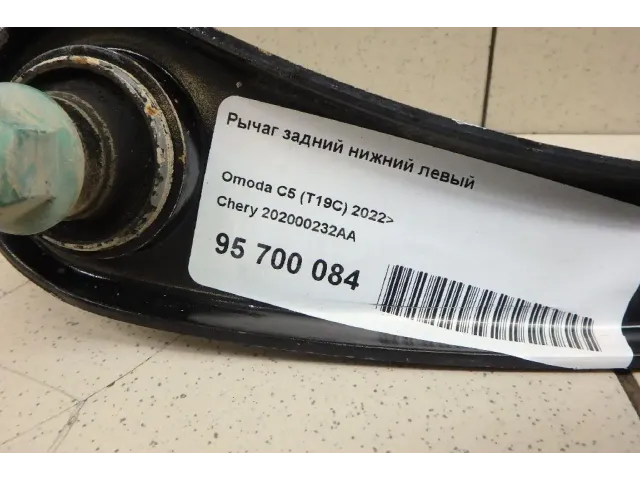 Рычаг задний нижний левый
Omoda C5 (T19C) 2022>
Chery 202000232AA
95 700 084